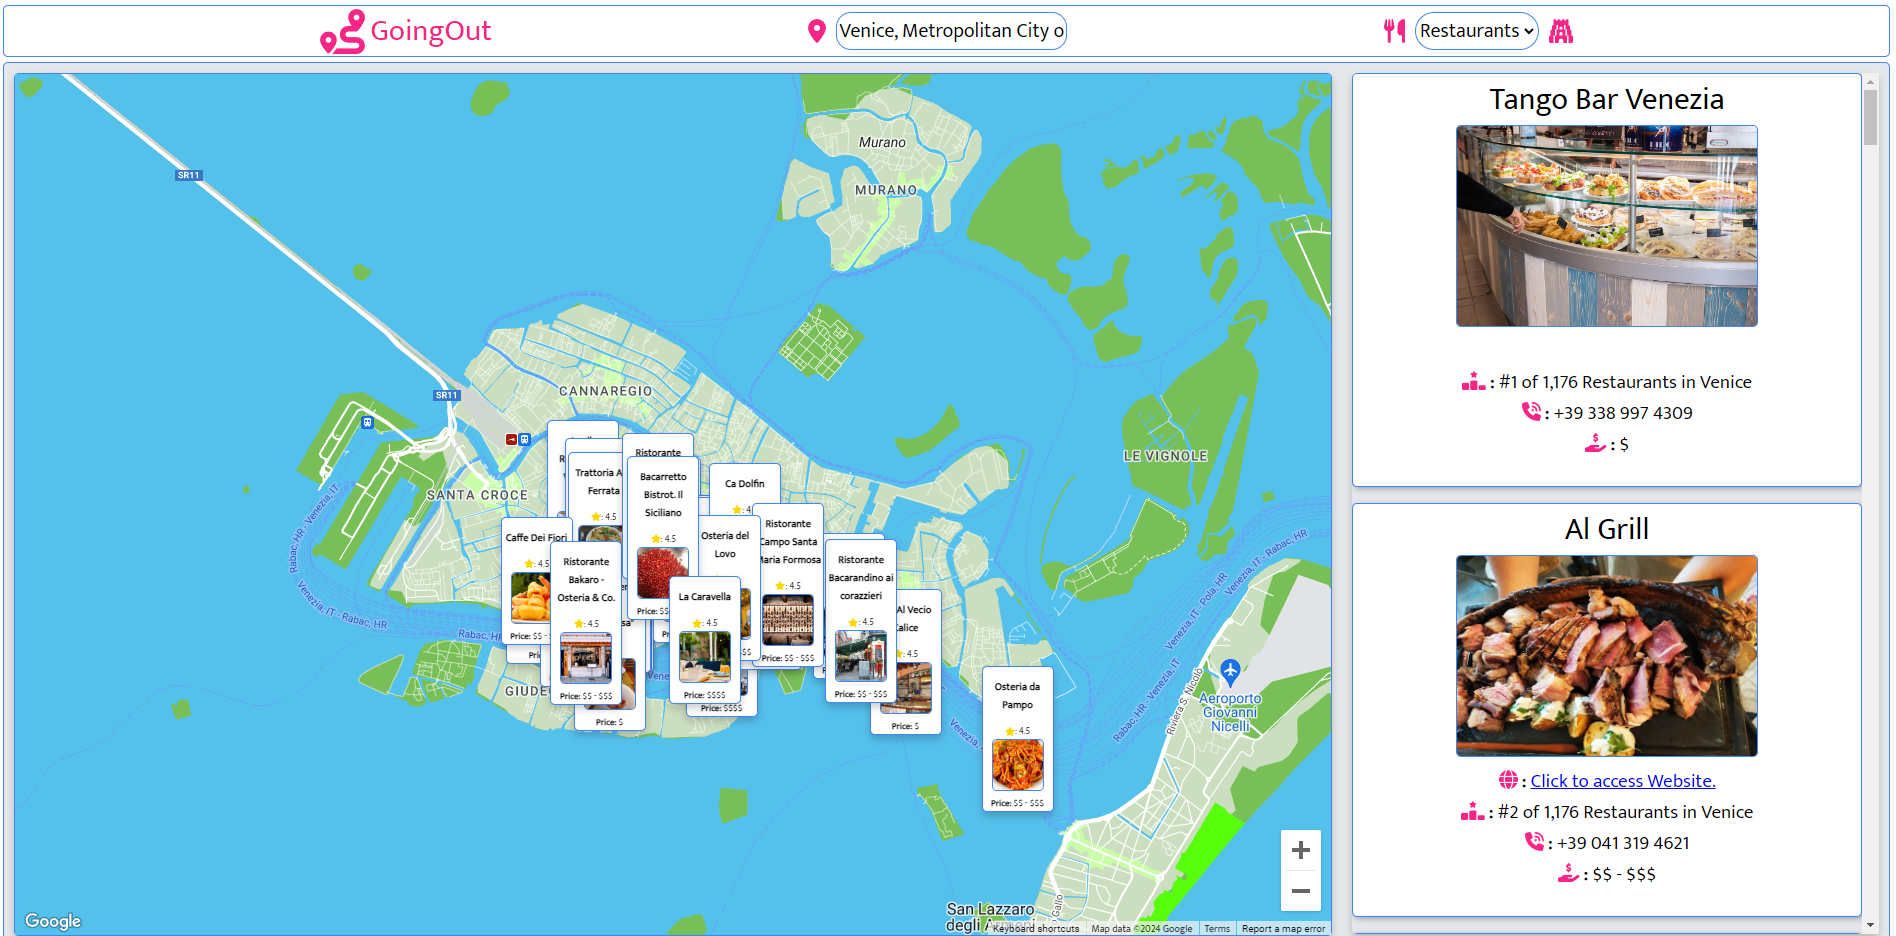 GoingOut
Venice, Metropolitan City o
Restaurants
SR11
SR11
Murano
MURANO
CANNAREGIO
SANTA CROCE
LE VIGNOLE
Rabac, HR - Venezia, IT
Venezia, IT - Rabac, HR
Rabac, HR
Venezia, IT - Rabac, HR
Venezia, IT - Pola, HR
Rabac, HR - Venezia, IT
Venezia, IT
Riviera S. Nicolò
Aeroporto
Giovanni
Nicelli
Gallo
San Lazzaro
degli
GIUDE
Ristorante
Trattoria A
Ferrata
: 4.5
Bacarretto
Bistrot. Il
Siciliano
: 4.5
Price: $$
Ca Dolfin
: 4
Caffe Dei Fiori
: 4.5
Price: $$ -
Ristorante
Bakaro -
Osteria & Co.
: 4.5
Price: $$ - $$$
Price: $
Osteria del
Lovo
$$
La Caravella
: 4.5
Price: $$$$
Price: $$$$
Ristorante
Campo Santa
Maria Formosa
: 4.5
Price: $$ - $$$
Ristorante
Bacarandino ai
corazzieri
: 4.5
Price: $$ - $$$
Al Vecio
Calice
: 4.5
Price: $
Osteria da
Pampo
: 4.5
Price: $$ - $$$
Google
Keyboard shortcuts
Map data ©2024 Google
Terms
Report a map error
Tango Bar Venezia
: #1 of 1,176 Restaurants in Venice
: +39 338 997 4309
: $
Al Grill
: Click to access Website.
: #2 of 1,176 Restaurants in Venice
: +39 041 319 4621
: $$ - $$$